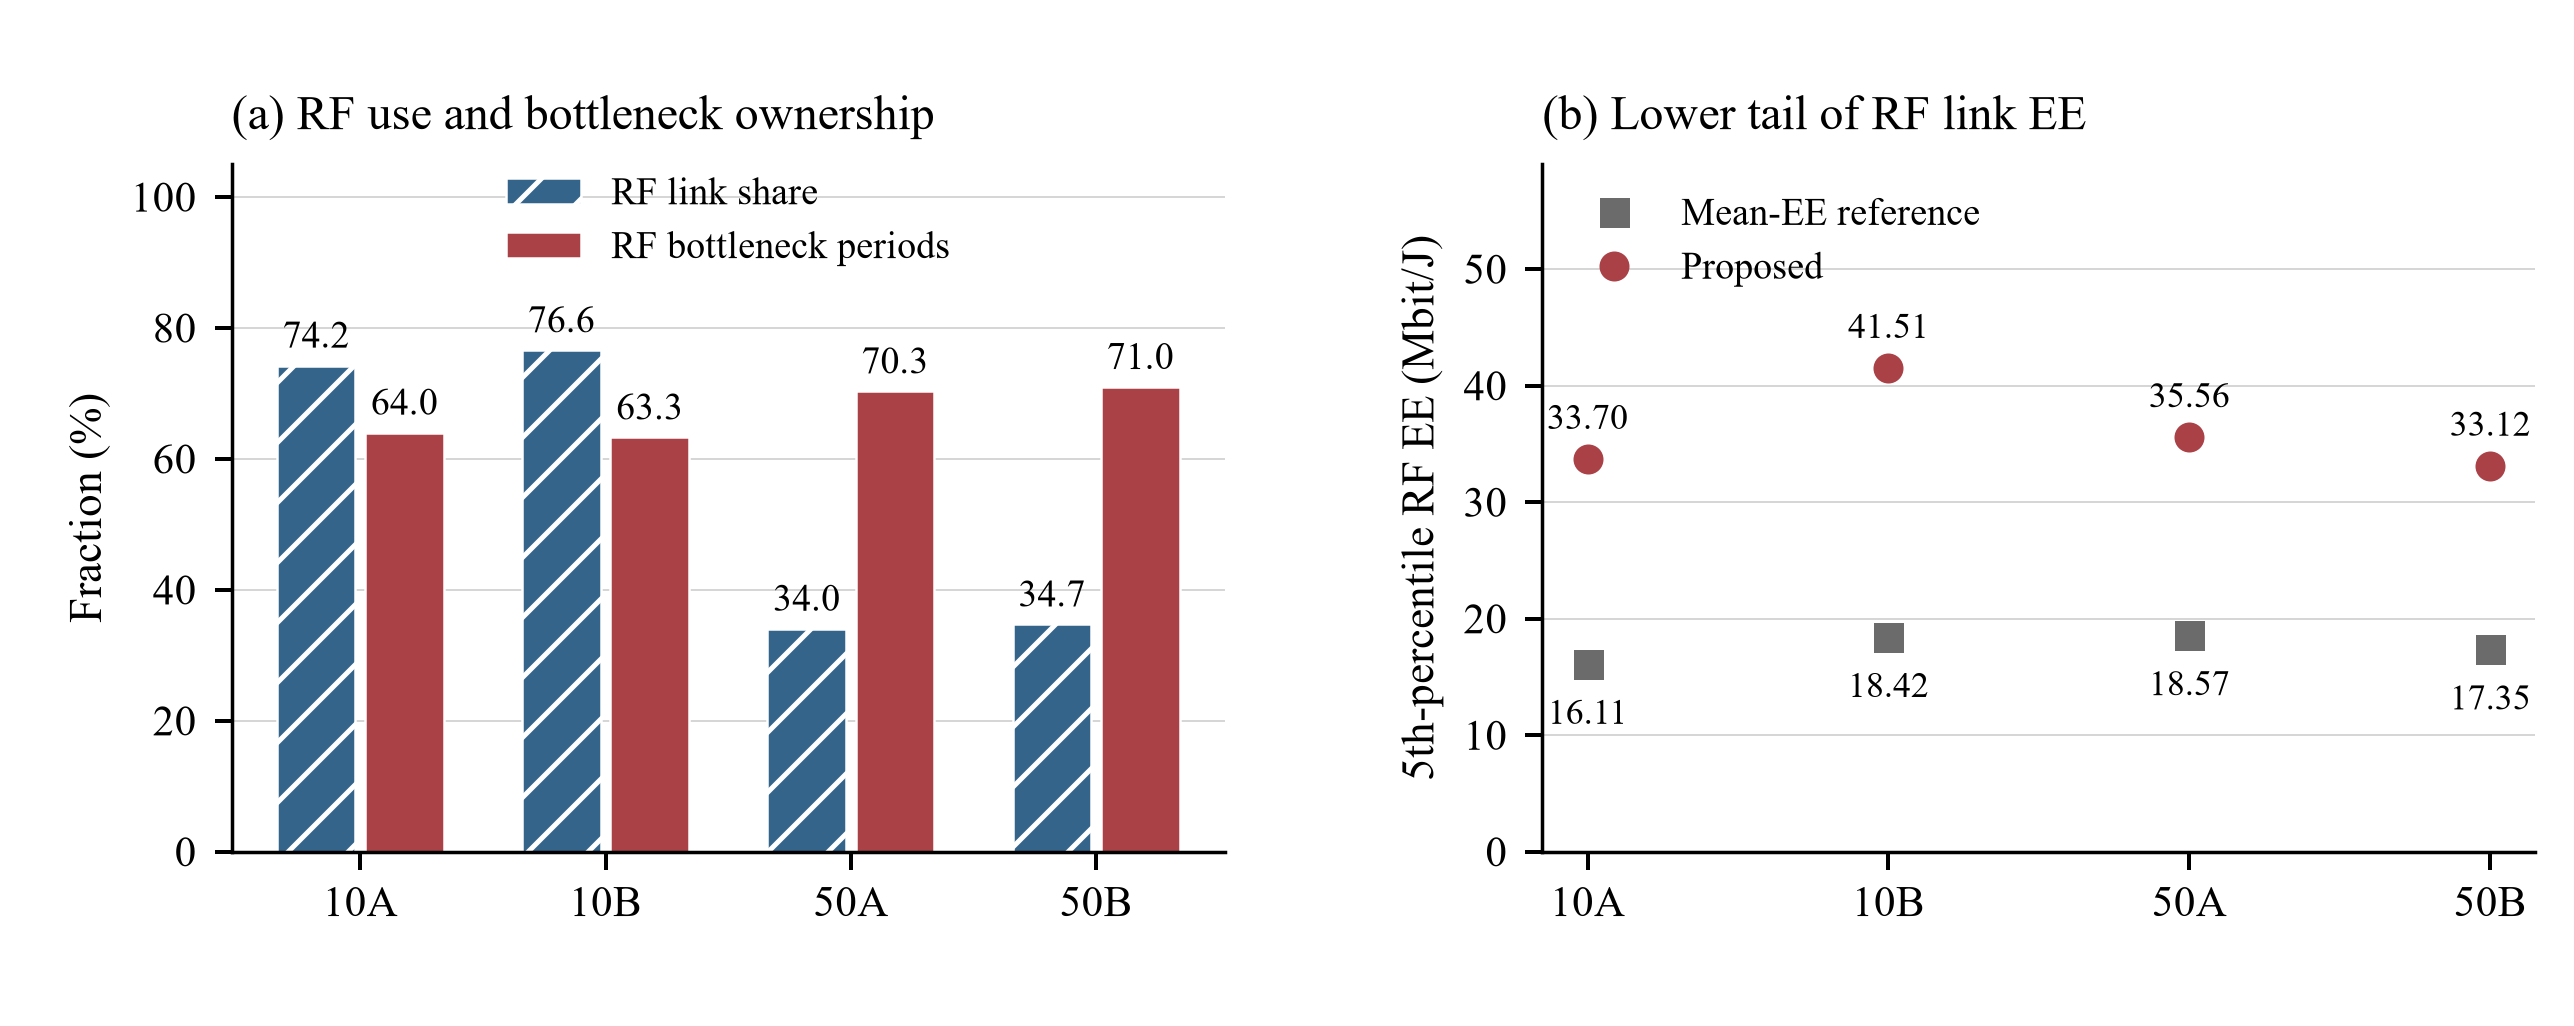 (a) RF use and bottleneck ownership
RF link share
RF bottleneck periods
Fraction (%)
100
80
60
40
20
0
74.2
64.0
76.6
63.3
34.0
70.3
34.7
71.0
10A
10B
50A
50B
(b) Lower tail of RF link EE
Mean-EE reference
Proposed
5th-percentile RF EE (Mbit/J)
50
40
30
20
10
0
33.70
41.51
35.56
33.12
16.11
18.42
18.57
17.35
10A
10B
50A
50B